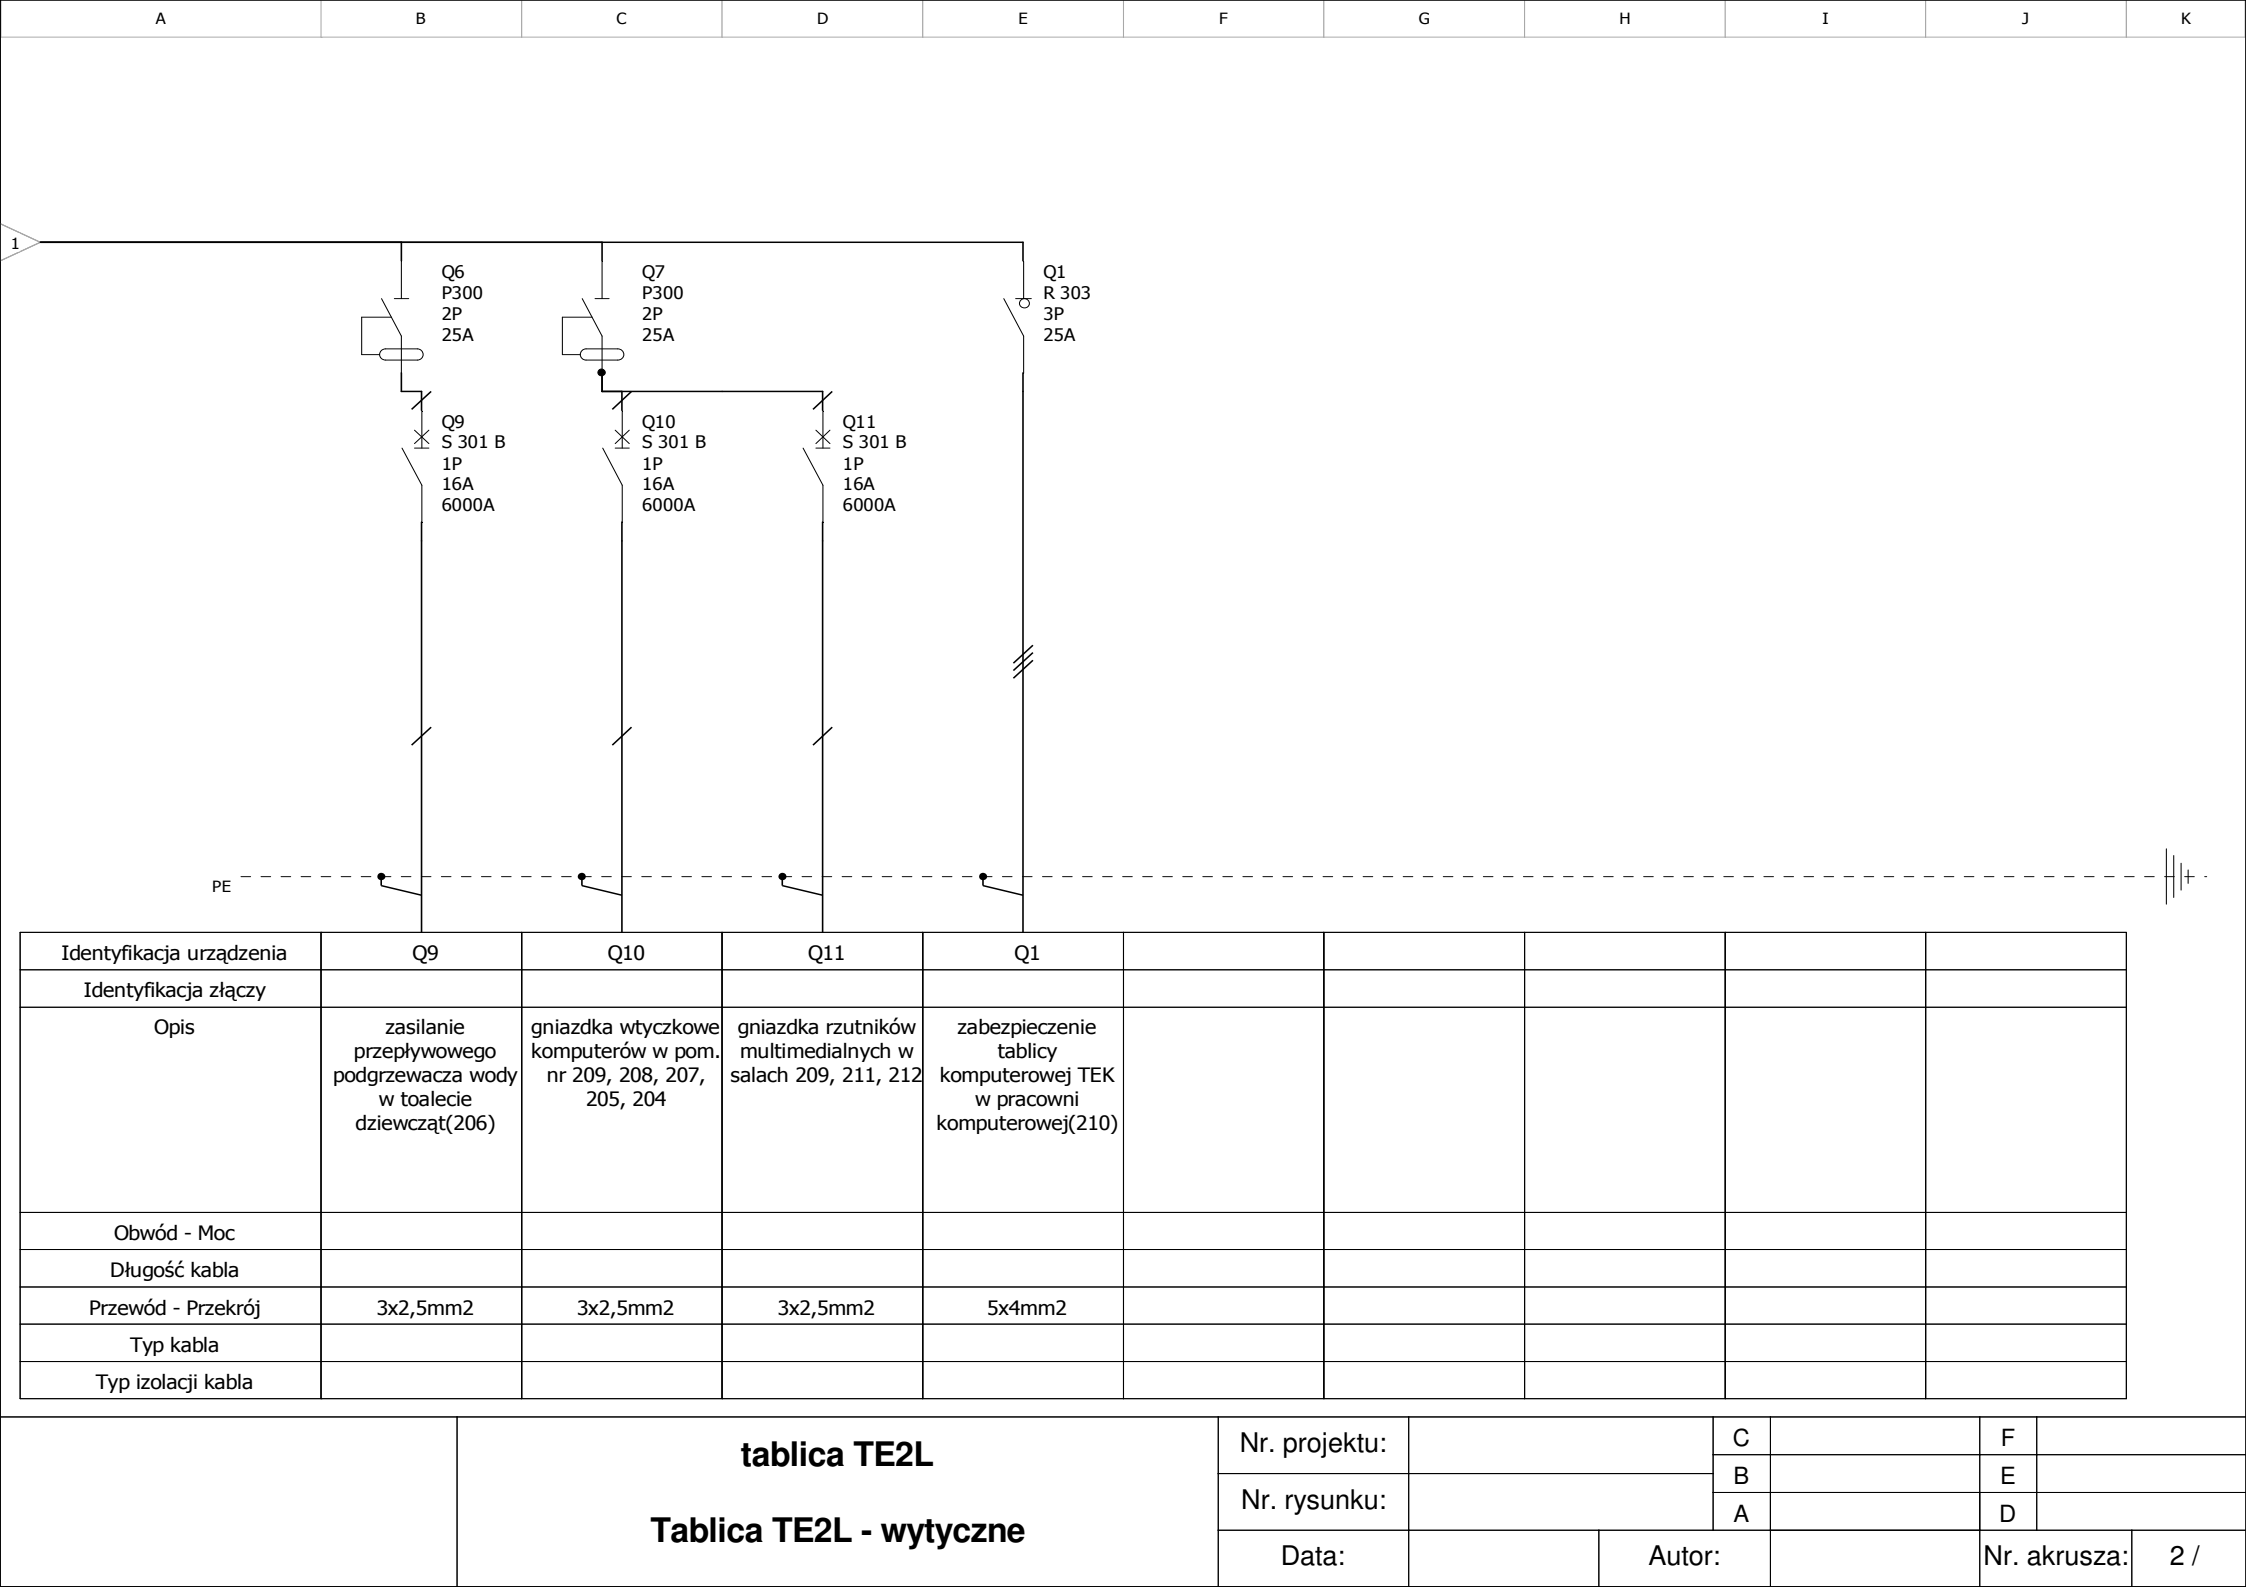 A B C D E F G H I J K
1
Q6
P300
2P
25A
Q7
P300
2P
25A
Q1
R 303
3P
25A
Q9
S 301 B
1P
16A
6000A
Q10
S 301 B
1P
16A
6000A
Q11
S 301 B
1P
16A
6000A
PE
Identyfikacja urządzenia Q9 Q10 Q11 Q1
Identyfikacja złączy
Opis
zasilanie
przepływowego
podgrzewacza wody
w toalecie
dziewcząt(206)
gniazdka wtyczkowe
komputerów w pom.
nr 209, 208, 207,
205, 204
gniazdka rzutników
multimedialnych w
salach 209, 211, 212
zabezpieczenie
tablicy
komputerowej TEK
w pracowni
komputerowej(210)
Obwód - Moc
Długość kabla
Przewód - Przekrój 3x2,5mm2 3x2,5mm2 3x2,5mm2 5x4mm2
Typ kabla
Typ izolacji kabla
tablica TE2L
Tablica TE2L - wytyczne
Nr. projektu:
Nr. rysunku:
C F
B E
A D
Data: Autor: Nr. akrusza: 2 /